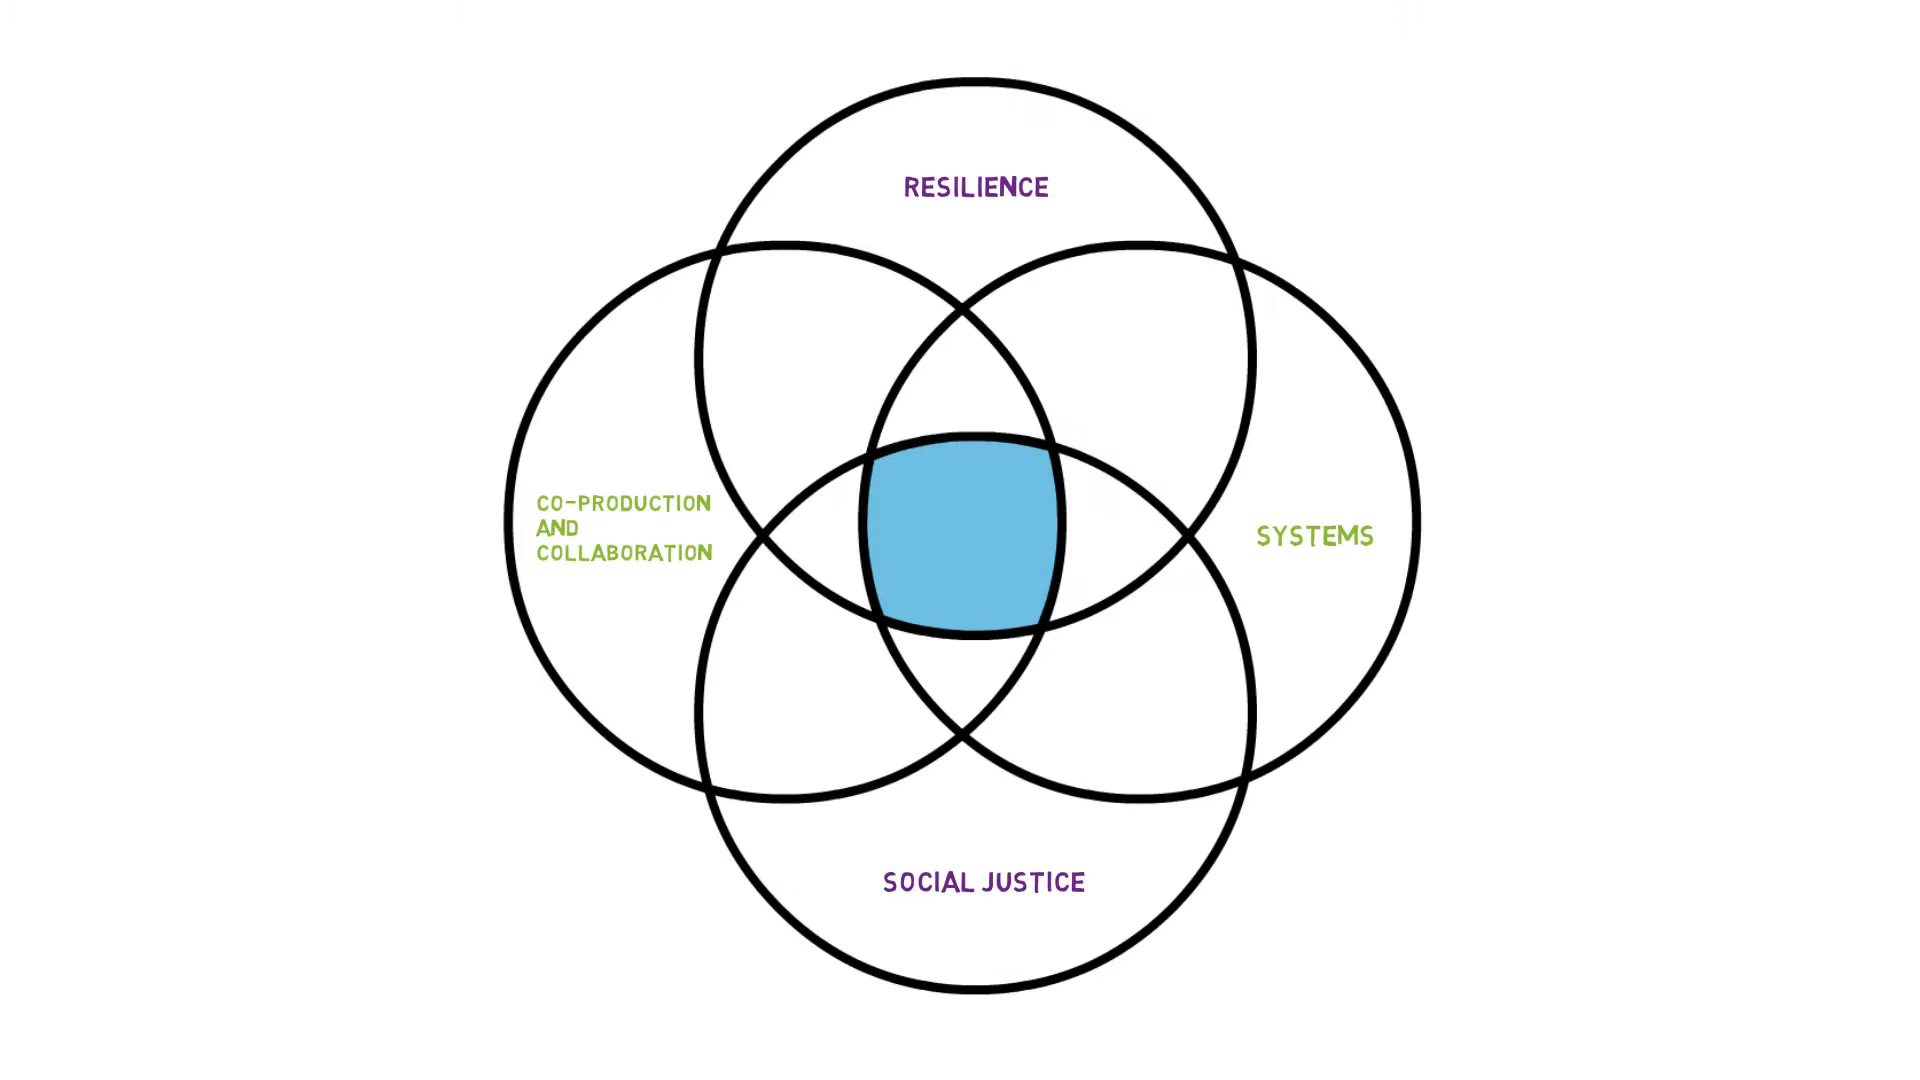 RESILIENCE
CO-PRODUCTION
AND
COLLABORATION
SYSTEMS
SOCIAL JUSTICE